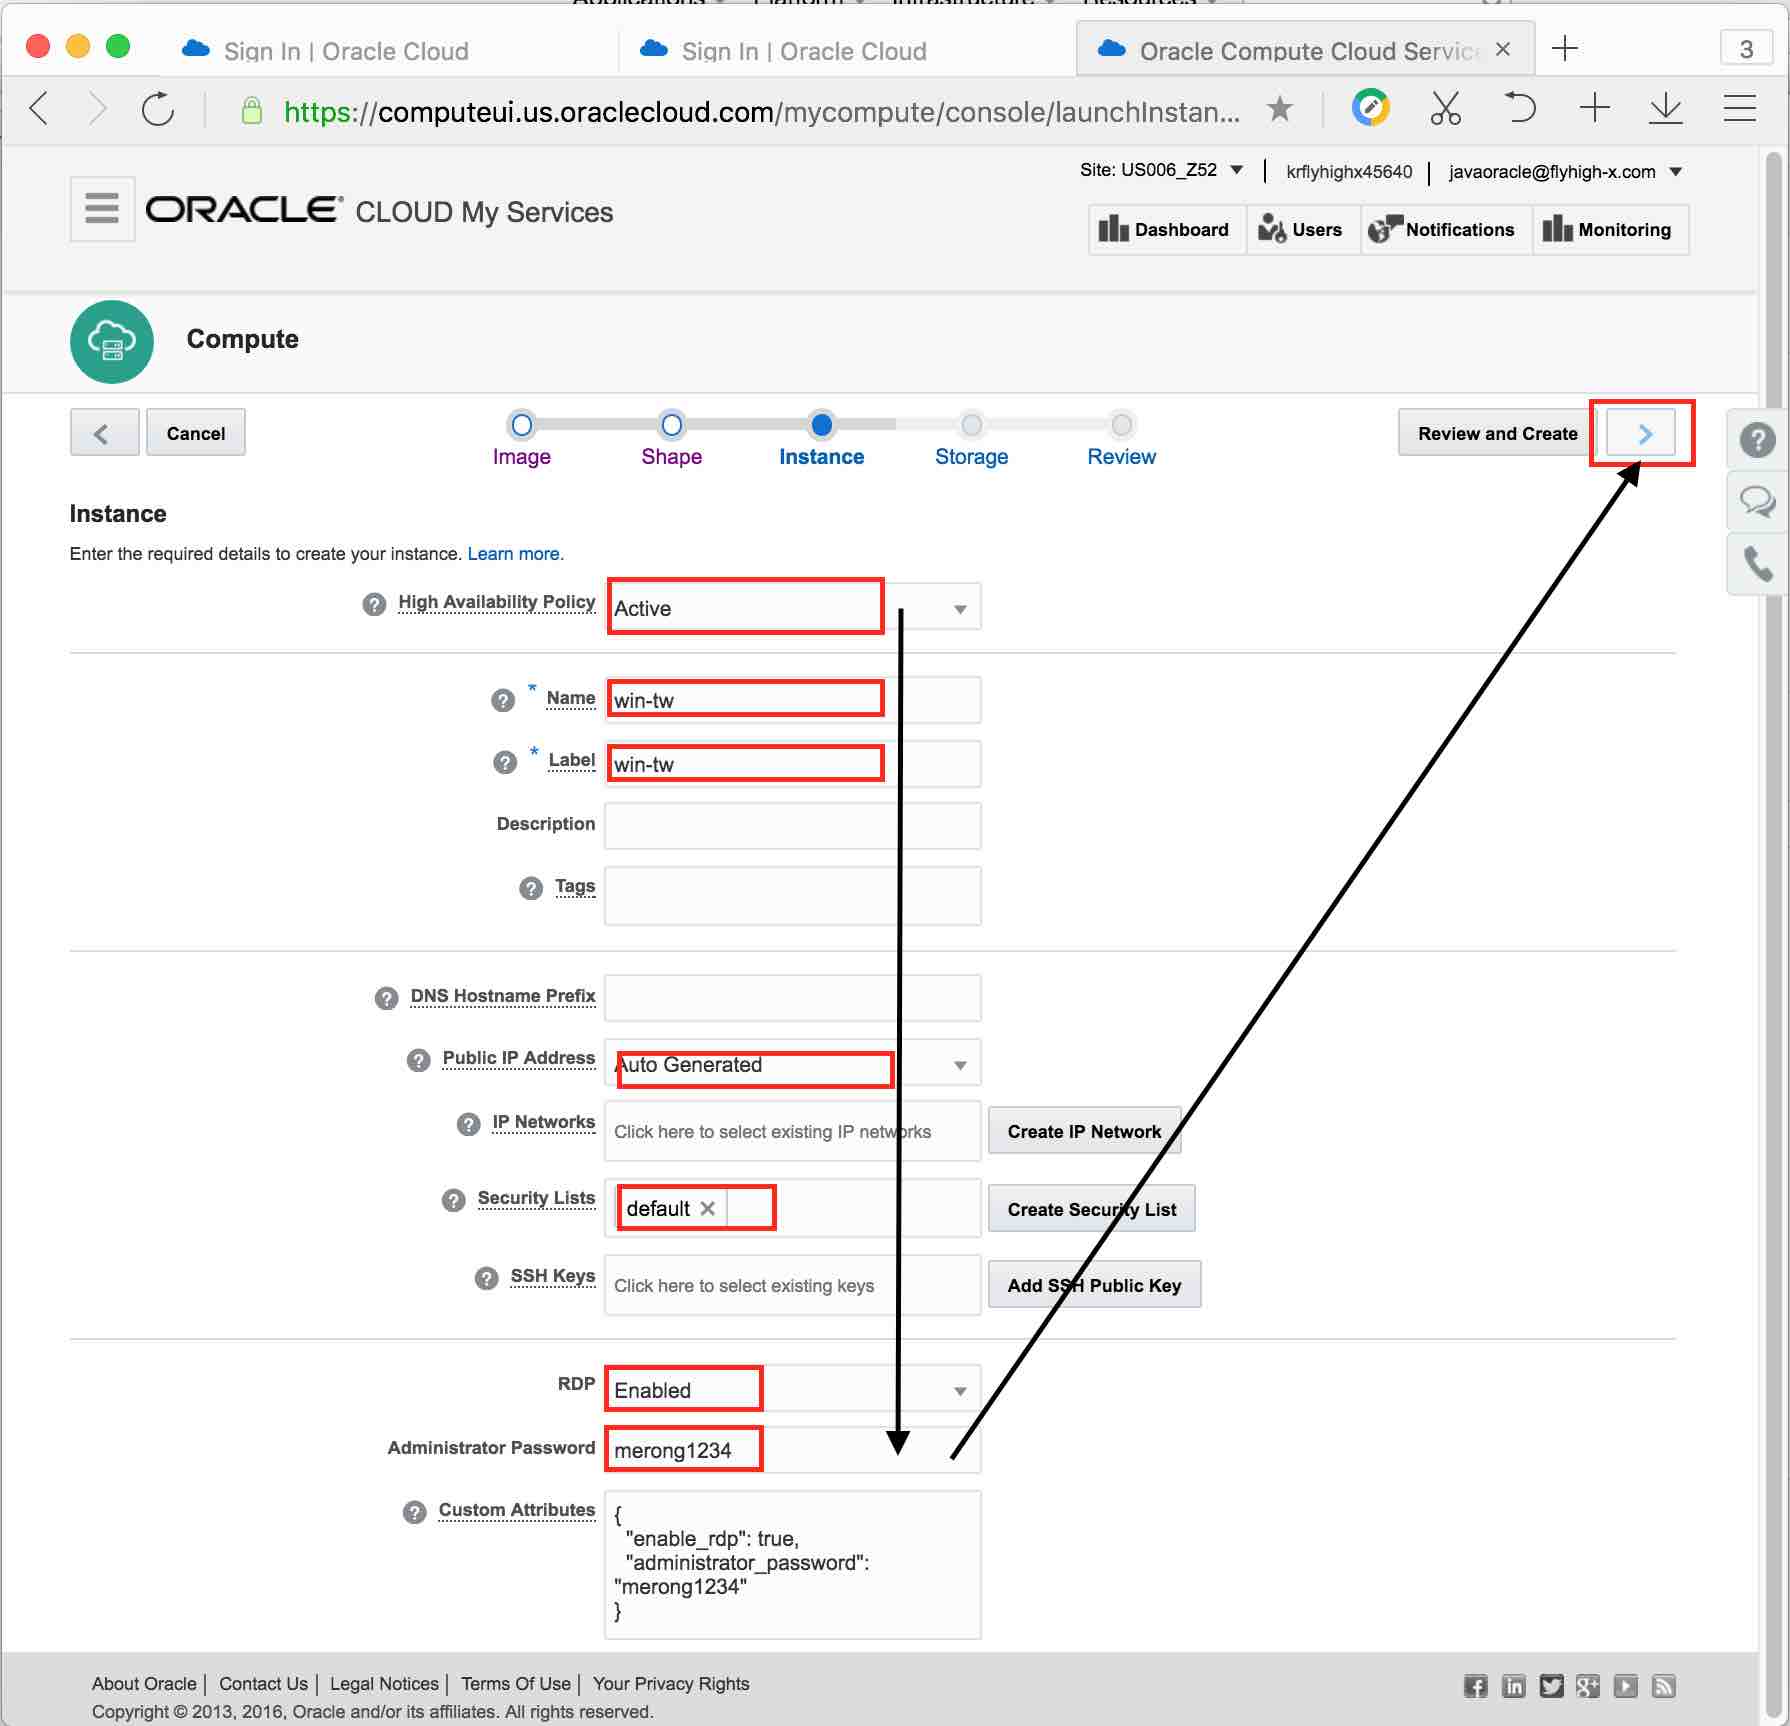 Sign In | Oracle Cloud
Sign In | Oracle Cloud
Oracle Compute Cloud Service
3
https://computeui.us.oraclecloud.com/mycompute/console/launchInstan...
Site: US006_Z52
krflyhighx45640
javaoracle@flyhigh-x.com
ORACLE CLOUD My Services
Dashboard
Users
Notifications
Monitoring
Compute
Cancel
Image
Shape
Instance
Storage
Review
Review and Create
Instance
Enter the required details to create your instance. Learn more.
? High Availability Policy Active
? * Name win-tw
? * Label win-tw
Description
? Tags
? DNS Hostname Prefix
? Public IP Address Auto Generated
? IP Networks Click here to select existing IP networks Create IP Network
? Security Lists default × Create Security List
? SSH Keys Click here to select existing keys Add SSH Public Key
RDP Enabled
Administrator Password merong1234
? Custom Attributes
{
"enable_rdp": true,
"administrator_password":
"merong1234"
}
About Oracle | Contact Us | Legal Notices | Terms Of Use | Your Privacy Rights
Copyright © 2013, 2016, Oracle and/or its affiliates. All rights reserved.